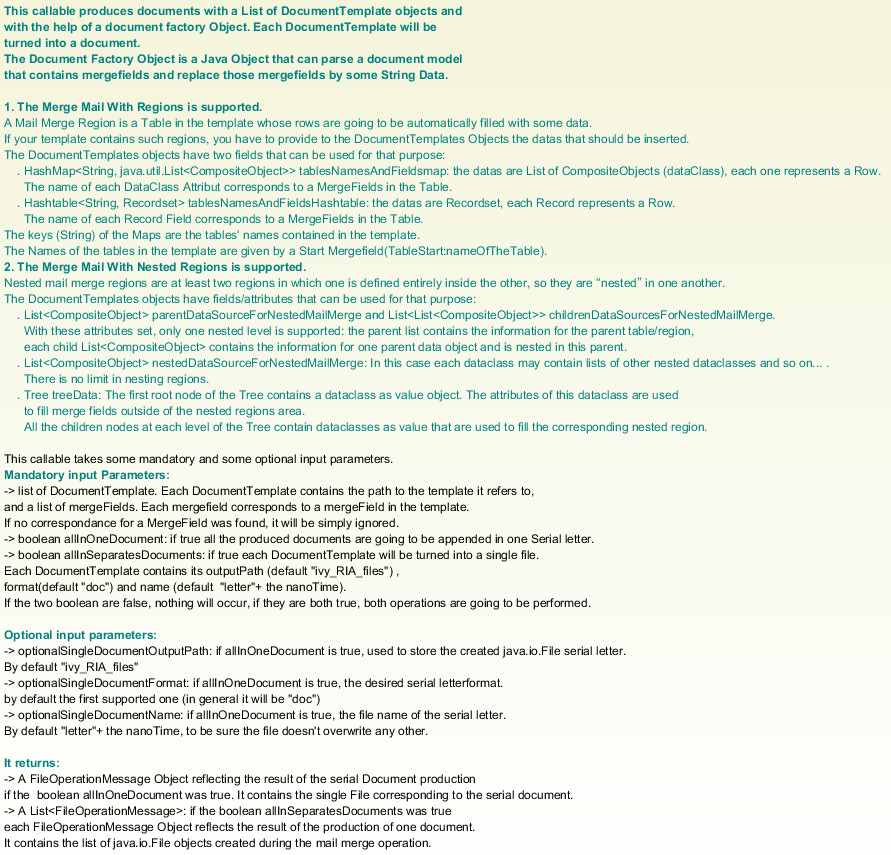 This callable produces documents with a List of DocumentTemplate objects and
with the help of a document factory Object. Each DocumentTemplate will be
turned into a document.
The Document Factory Object is a Java Object that can parse a document model
that contains mergefields and replace those mergefields by some String Data.
1. The Merge Mail With Regions is supported.
A Mail Merge Region is a Table in the template whose rows are going to be automatically filled with some data.
If your template contains such regions, you have to provide to the DocumentTemplates Objects the datas that should be inserted.
The DocumentTemplates objects have two fields that can be used for that purpose:
. HashMap<String, java.util.List<CompositeObject>> tablesNamesAndFieldsmap: the datas are List of CompositeObjects (dataClass), each one represents a Row.
The name of each DataClass Attribut corresponds to a MergeFields in the Table.
. Hashtable<String, Recordset> tablesNamesAndFieldsHashtable: the datas are Recordset, each Record represents a Row.
The name of each Record Field corresponds to a MergeFields in the Table.
The keys (String) of the Maps are the tables' names contained in the template.
The Names of the tables in the template are given by a Start Mergefield(TableStart:nameOfTheTable).
2. The Merge Mail With Nested Regions is supported.
Nested mail merge regions are at least two regions in which one is defined entirely inside the other, so they are “nested” in one another.
The DocumentTemplates objects have fields/attributes that can be used for that purpose:
. List<CompositeObject> parentDataSourceForNestedMailMerge and List<List<CompositeObject>> childrenDataSourcesForNestedMailMerge.
With these attributes set, only one nested level is supported: the parent list contains the information for the parent table/region,
each child List<CompositeObject> contains the information for one parent data object and is nested in this parent.
. List<CompositeObject> nestedDataSourceForNestedMailMerge: In this case each dataclass may contain lists of other nested dataclasses and so on... .
There is no limit in nesting regions.
. Tree treeData: The first root node of the Tree contains a dataclass as value object. The attributes of this dataclass are used
to fill merge fields outside of the nested regions area.
All the children nodes at each level of the Tree contain dataclasses as value that are used to fill the corresponding nested region.
This callable takes some mandatory and some optional input parameters.
Mandatory input Parameters:
-> list of DocumentTemplate. Each DocumentTemplate contains the path to the template it refers to,
and a list of mergeFields. Each mergefield corresponds to a mergeField in the template.
If no correspondance for a MergeField was found, it will be simply ignored.
-> boolean allInOneDocument: if true all the produced documents are going to be appended in one Serial letter.
-> boolean allInSeparatesDocuments: if true each DocumentTemplate will be turned into a single file.
Each DocumentTemplate contains its outputPath (default "ivy_RIA_files") ,
format(default "doc") and name (default  "letter"+ the nanoTime).
If the two boolean are false, nothing will occur, if they are both true, both operations are going to be performed.
Optional input parameters:
-> optionalSingleDocumentOutputPath: if allInOneDocument is true, used to store the created java.io.File serial letter.
By default "ivy_RIA_files"
-> optionalSingleDocumentFormat: if allInOneDocument is true, the desired serial letterformat.
by default the first supported one (in general it will be "doc")
-> optionalSingleDocumentName: if allInOneDocument is true, the file name of the serial letter.
By default "letter"+ the nanoTime, to be sure the file doesn't overwrite any other.
It returns:
-> A FileOperationMessage Object reflecting the result of the serial Document production
if the  boolean allInOneDocument was true. It contains the single File corresponding to the serial document.
-> A List<FileOperationMessage>: if the boolean allInSeparatesDocuments was true
each FileOperationMessage Object reflects the result of the production of one document.
It contains the list of java.io.File objects created during the mail merge operation.